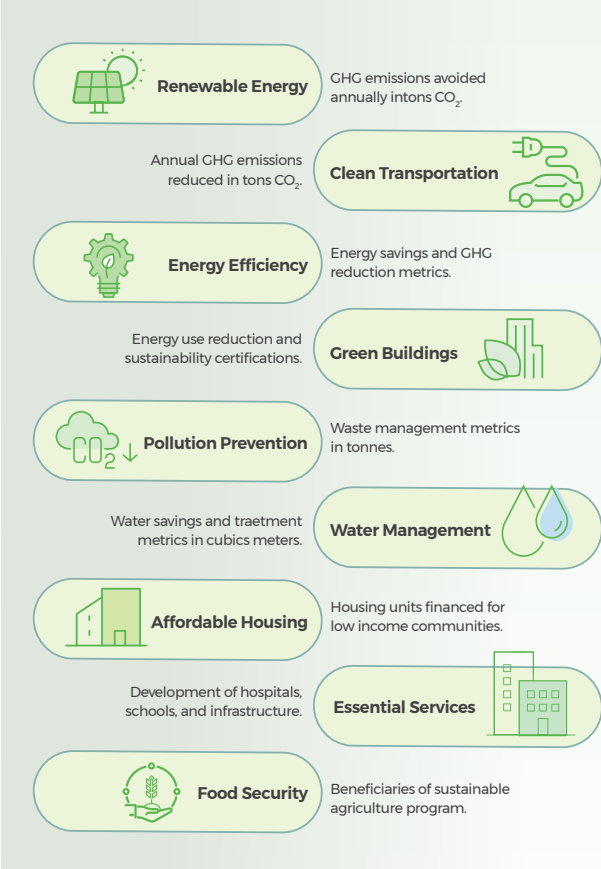 Renewable Energy
GHG emissions avoided
annually intons CO₂.
Annual GHG emissions
reduced in tons CO₂.
Clean Transportation
Energy Efficiency
Energy savings and GHG
reduction metrics.
Energy use reduction and
sustainability certifications.
Green Buildings
CO2
Pollution Prevention
Waste management metrics
in tonnes.
Water savings and traetment
metrics in cubics meters.
Water Management
Affordable Housing
Housing units financed for
low income communities.
Development of hospitals,
schools, and infrastructure.
Essential Services
Food Security
Beneficiaries of sustainable
agriculture program.